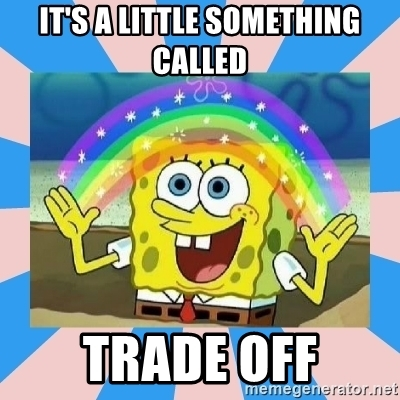 IT'S A LITTLE SOMETHING
CALLED
TRADE OFF
memegenerator.net